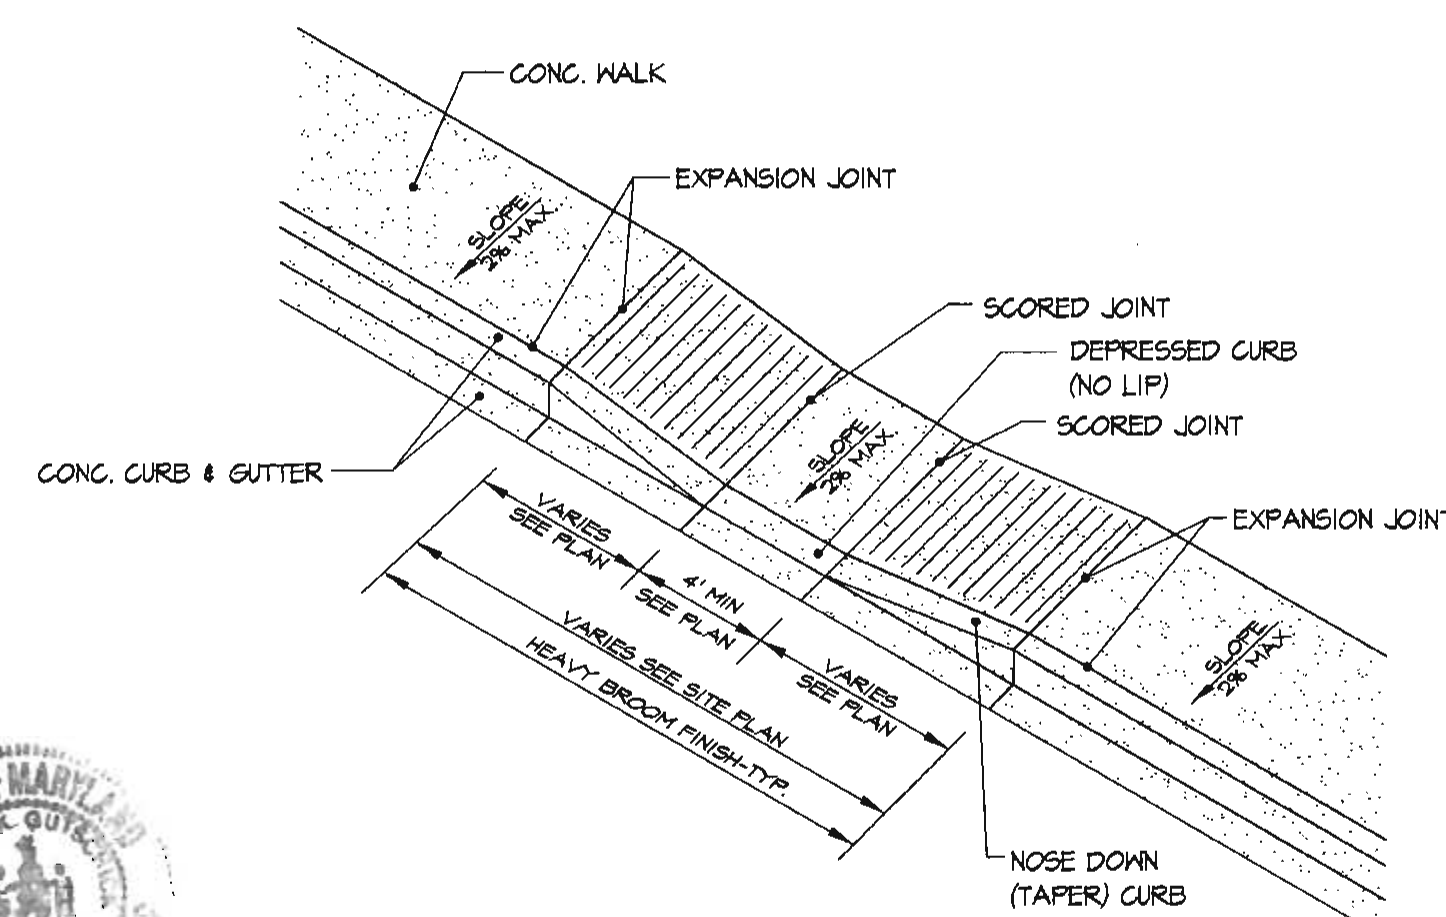 CONC. WALK
EXPANSION JOINT
SLOPE
2% MAX.
SCORED JOINT
DEPRESSED CURB
(NO LIP)
SCORED JOINT
SLOPE
2% MAX.
CONC. CURB & GUTTER
EXPANSION JOINT
VARIES
SEE PLAN
4' MIN
SEE PLAN
VARIES
SEE PLAN
VARIES SEE SITE PLAN
HEAVY BROOM FINISH-TYP.
SLOPE
2% MAX.
NOSE DOWN
(TAPER) CURB
MARYLAND